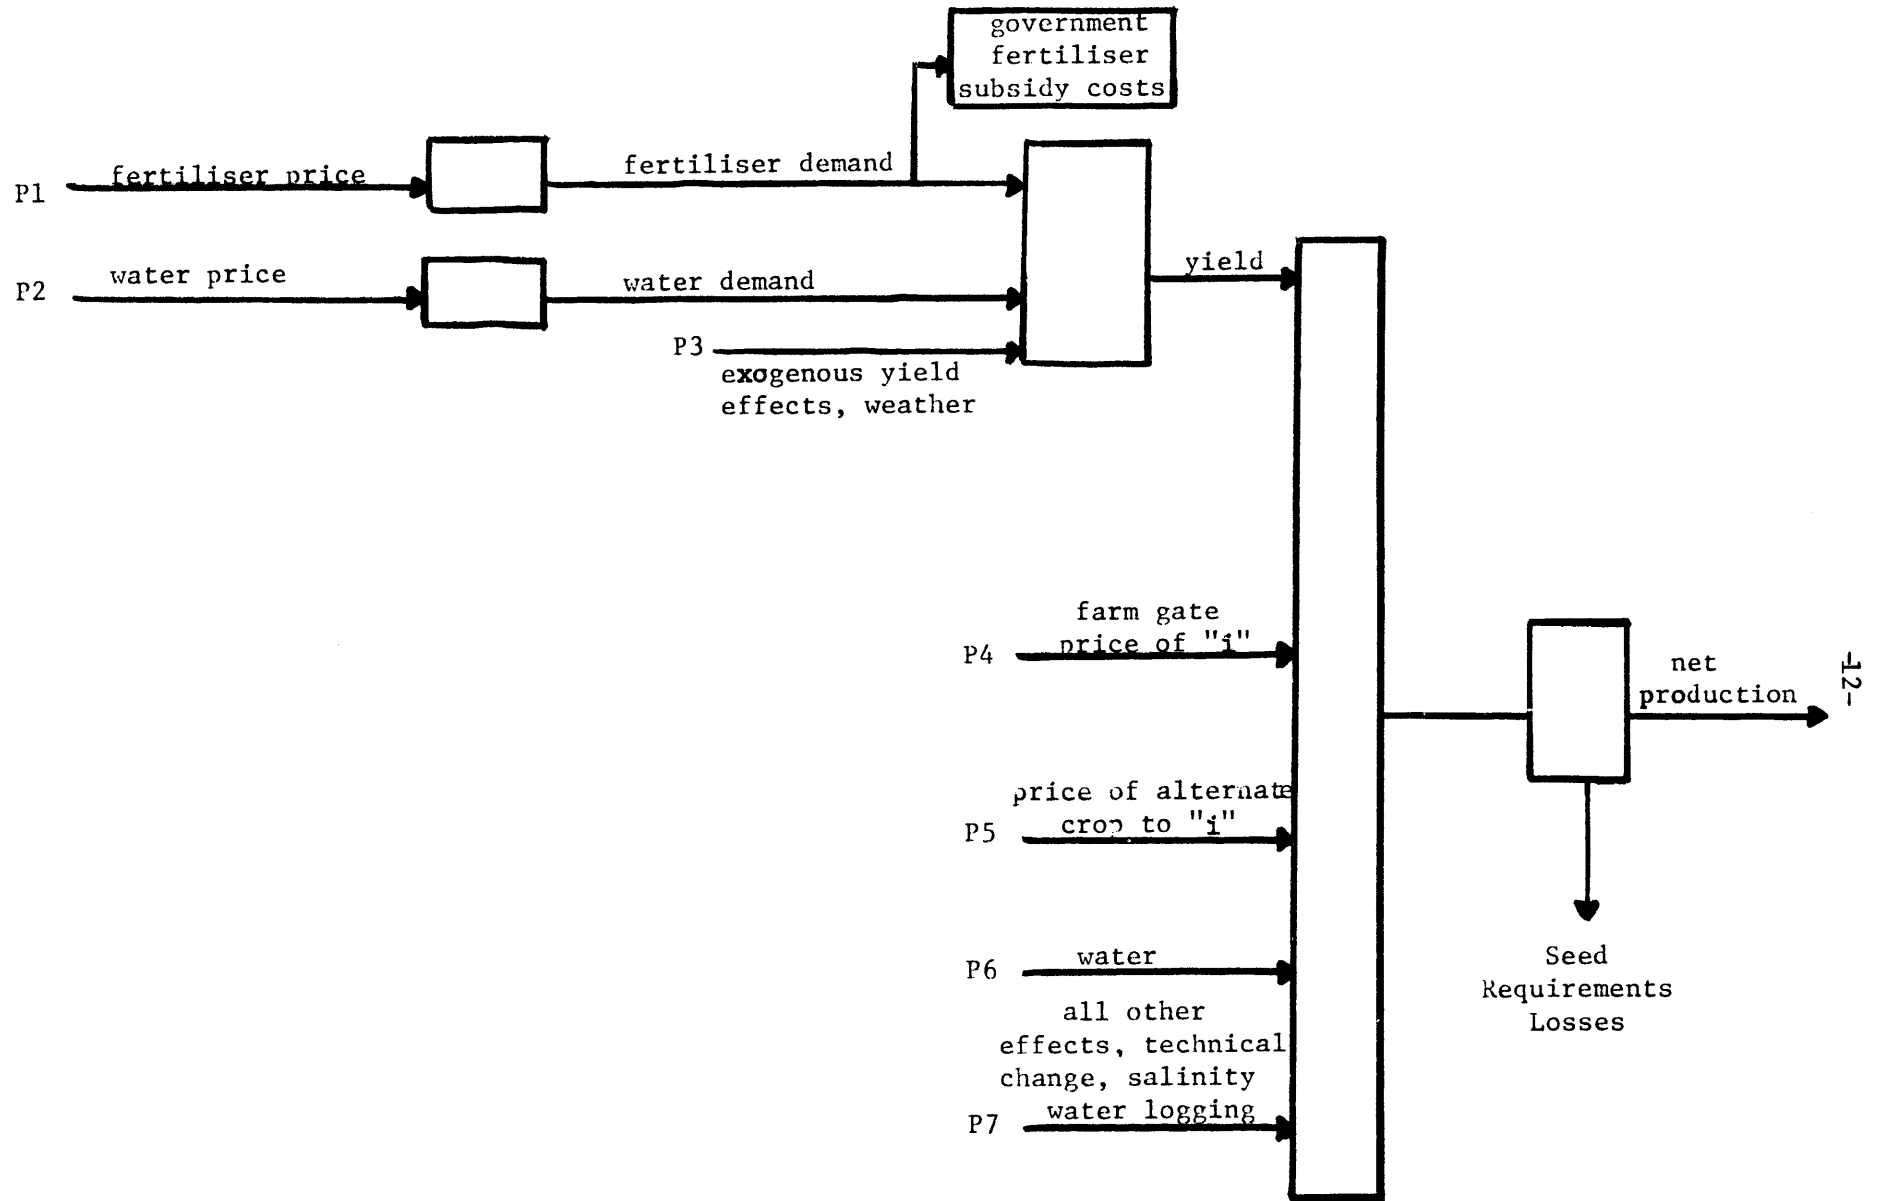 government
fertiliser
subsidy costs
P1
fertiliser price
fertiliser demand
P2
water price
water demand
yield
P3
exogenous yield
effects, weather
farm gate
P4
price of "i"
net
production
-12-
price of alternate
P5
crop to "i"
P6
water
Seed
Requirements
Losses
all other
effects, technical
change, salinity
P7
water logging